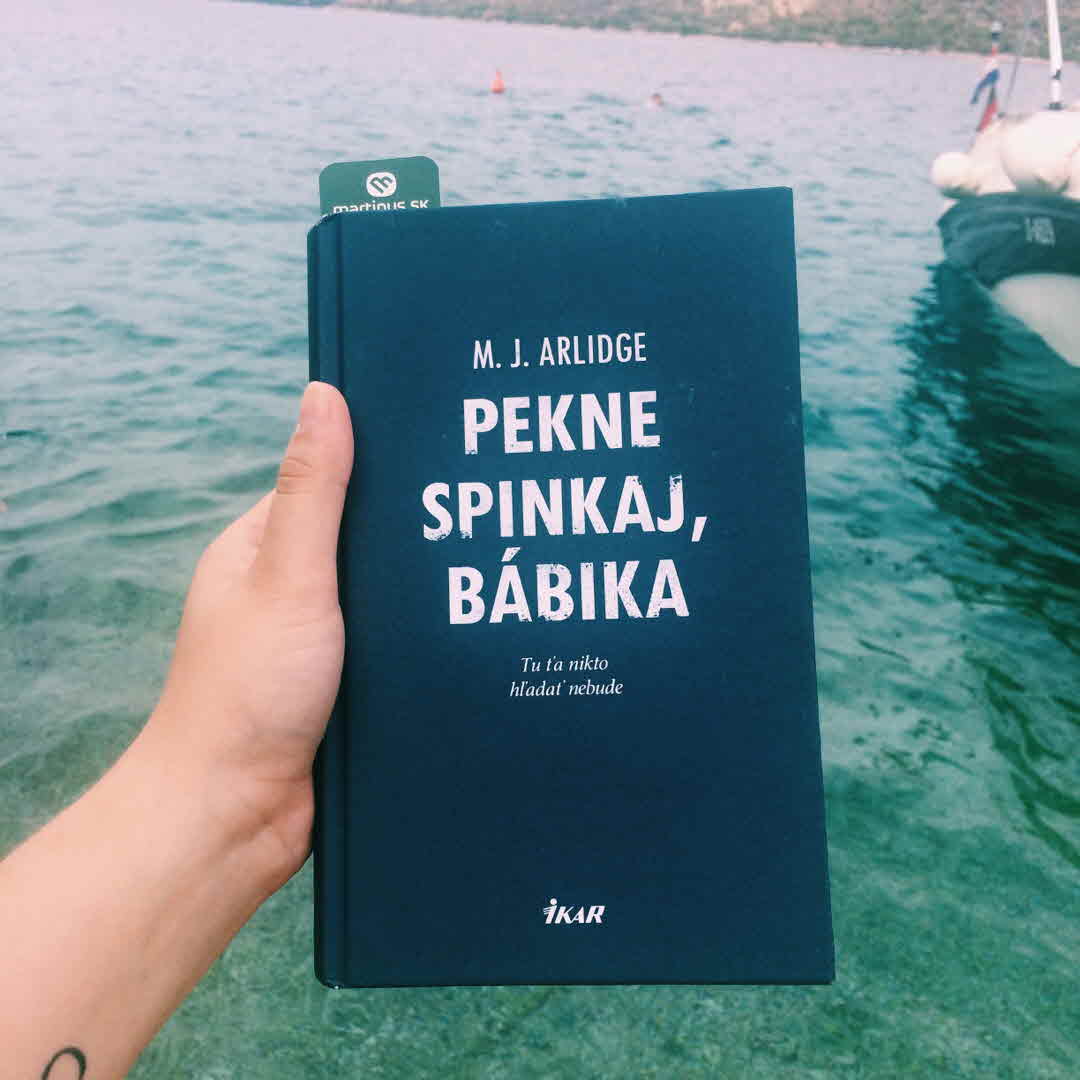 martinus.sk
M. J. ARLIDGE
PEKNE
SPINKAJ,
BÁBIKA
Tu ťa nikto
hľadať nebude
iKAR